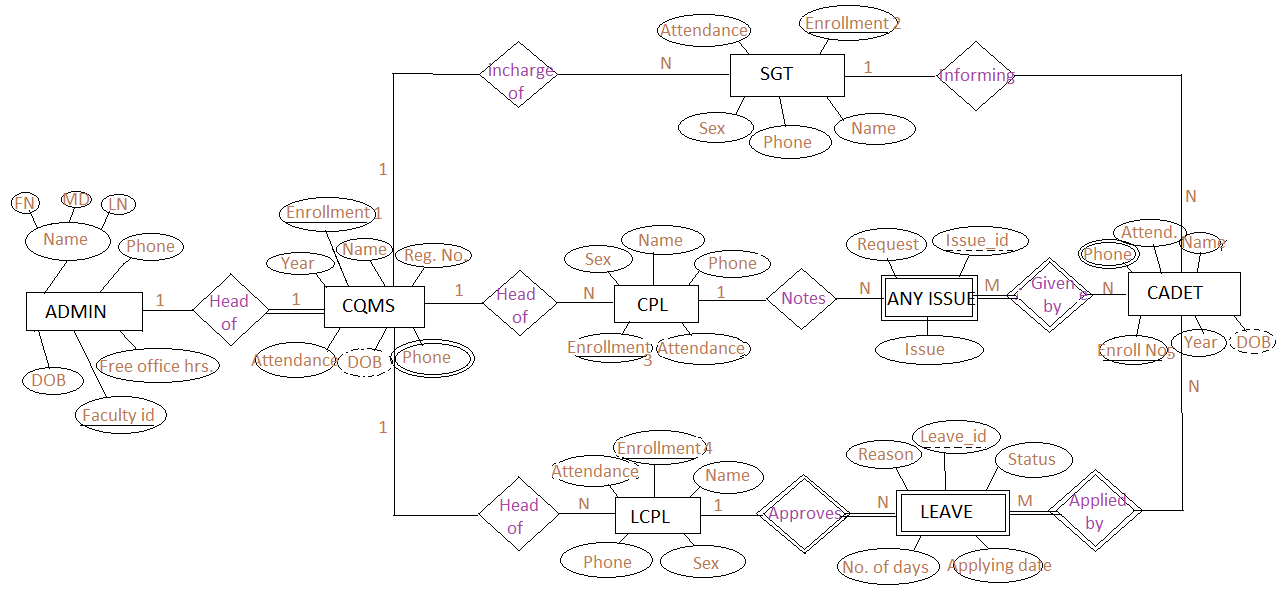 Attendance
Enrollment 2
Incharge
of
N
SGT
1
Informing
Sex
Phone
Name
1
N
FN
MD
LN
Name
Phone
Enrollment 1
Name
Reg. No.
Year
Sex
Name
Phone
Request
Issue_id
Attend.
Name
Phone
ADMIN
1
Head
of
1
CQMS
1
Head
of
N
CPL
1
Notes
N
ANY ISSUE
M
Given
by
N
CADET
DOB
Free office hrs.
Faculty id
Attendance
DOB
Phone
Enrollment
3
Attendance
Issue
Enroll No.
5
Year
DOB
1
N
Attendance
Enrollment 4
Name
Reason
Leave_id
Status
Head
of
N
LCPL
1
Approves
N
LEAVE
M
Applied
by
Phone
Sex
No. of days
Applying date